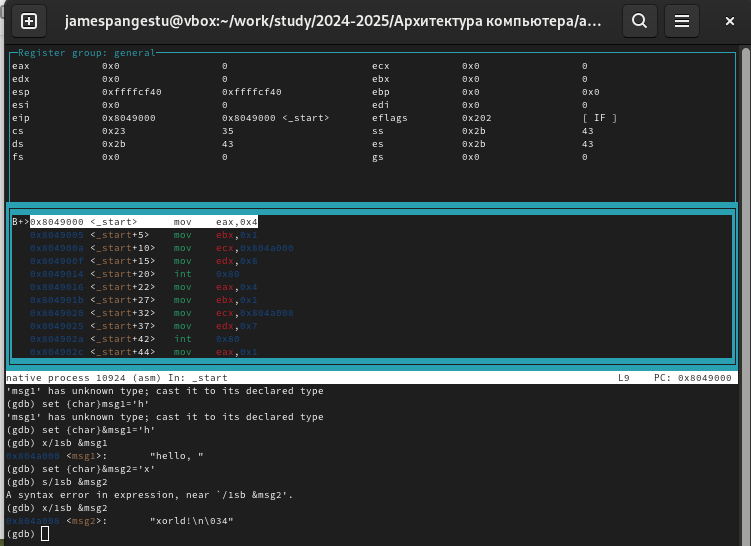 jamespangestu@vbox:~/work/study/2024-2025/Архитектура компьютера/а...
Register group: general
eax 0x0 0 ecx 0x0 0
edx 0x0 0 ebx 0x0 0
esp 0xffffcf40 0xffffcf40 ebp 0x0 0x0
esi 0x0 0 edi 0x0 0
eip 0x8049000 0x8049000 <_start> eflags 0x202 [ IF ]
cs 0x23 35 ss 0x2b 43
ds 0x2b 43 es 0x2b 43
fs 0x0 0 gs 0x0 0
B+>0x8049000 <_start> mov eax,0x4
0x8049005 <_start+5> mov ebx,0x1
0x804900a <_start+10> mov ecx,0x804a000
0x804900f <_start+15> mov edx,0x8
0x8049014 <_start+20> int 0x80
0x8049016 <_start+22> mov eax,0x4
0x804901b <_start+27> mov ebx,0x1
0x8049020 <_start+32> mov ecx,0x804a008
0x8049025 <_start+37> mov edx,0x7
0x804902a <_start+42> int 0x80
0x804902c <_start+44> mov eax,0x1
native process 10924 (asm) In: _start L9 PC: 0x8049000
'msg1' has unknown type; cast it to its declared type
(gdb) set {char}msg1='h'
'msg1' has unknown type; cast it to its declared type
(gdb) set {char}&msg1='h'
(gdb) x/1sb &msg1
0x804a000 <msg1>: "hello, "
(gdb) set {char}&msg2='x'
(gdb) s/1sb &msg2
A syntax error in expression, near `/1sb &msg2'.
(gdb) x/1sb &msg2
0x804a008 <msg2>: "xorld!\n\034"
(gdb)